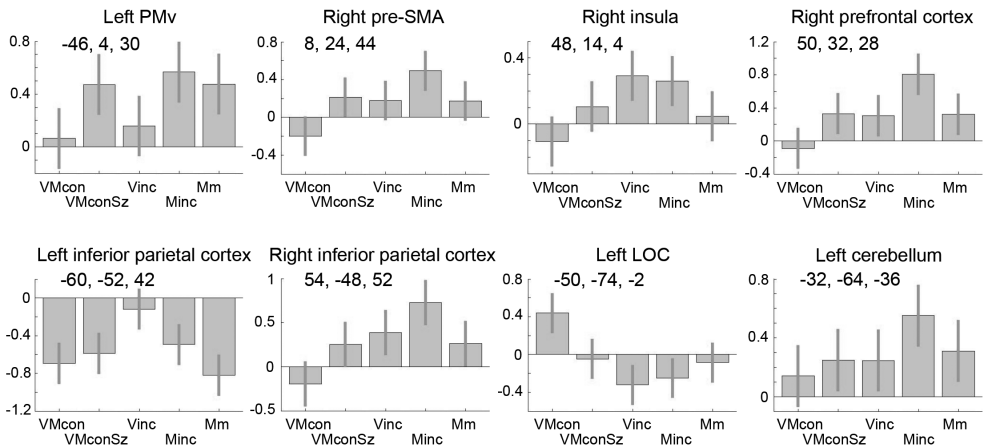 Left PMv
-46, 4, 30
0.8
0.4
0
VMcon
VMconSz
Vinc
Minc
Mm
Right pre-SMA
8, 24, 44
0.8
0.4
0
-0.4
VMcon
VMconSz
Vinc
Minc
Mm
Right insula
48, 14, 4
0.4
0
VMcon
VMconSz
Vinc
Minc
Mm
Right prefrontal cortex
50, 32, 28
1.2
0.8
0.4
0
-0.4
VMcon
VMconSz
Vinc
Minc
Mm
Left inferior parietal cortex
-60, -52, 42
0
-0.4
-0.8
-1.2
VMcon
VMconSz
Vinc
Minc
Mm
Right inferior parietal cortex
54, -48, 52
1
0.5
0
-0.5
VMcon
VMconSz
Vinc
Minc
Mm
Left LOC
-50, -74, -2
0.8
0.4
0
-0.4
VMcon
VMconSz
Vinc
Minc
Mm
Left cerebellum
-32, -64, -36
0.8
0.4
0
VMcon
VMconSz
Vinc
Minc
Mm